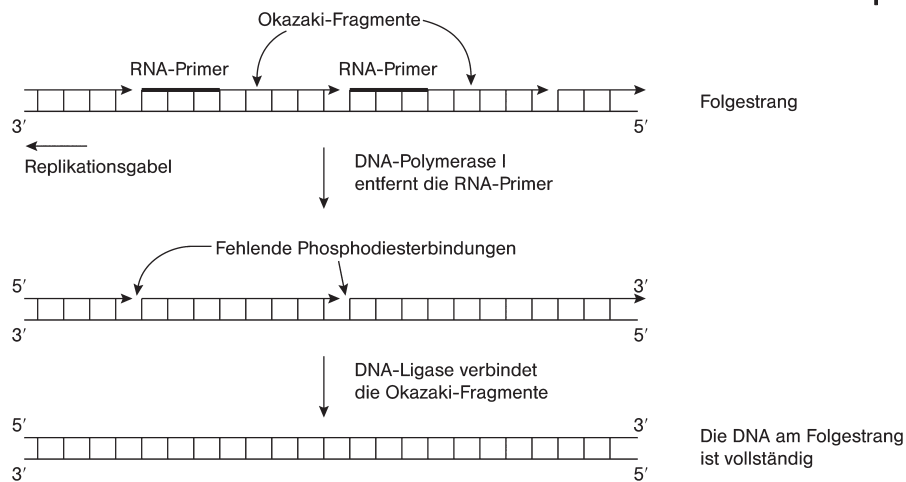 Okazaki-Fragmente
RNA-Primer
RNA-Primer
Folgestrang
3′
5′
Replikationsgabel
DNA-Polymerase I
entfernt die RNA-Primer
Fehlende Phosphodiesterbindungen
5′
3′
3′
5′
DNA-Ligase verbindet
die Okazaki-Fragmente
5′
3′
Die DNA am Folgestrang
ist vollständig
3′
5′